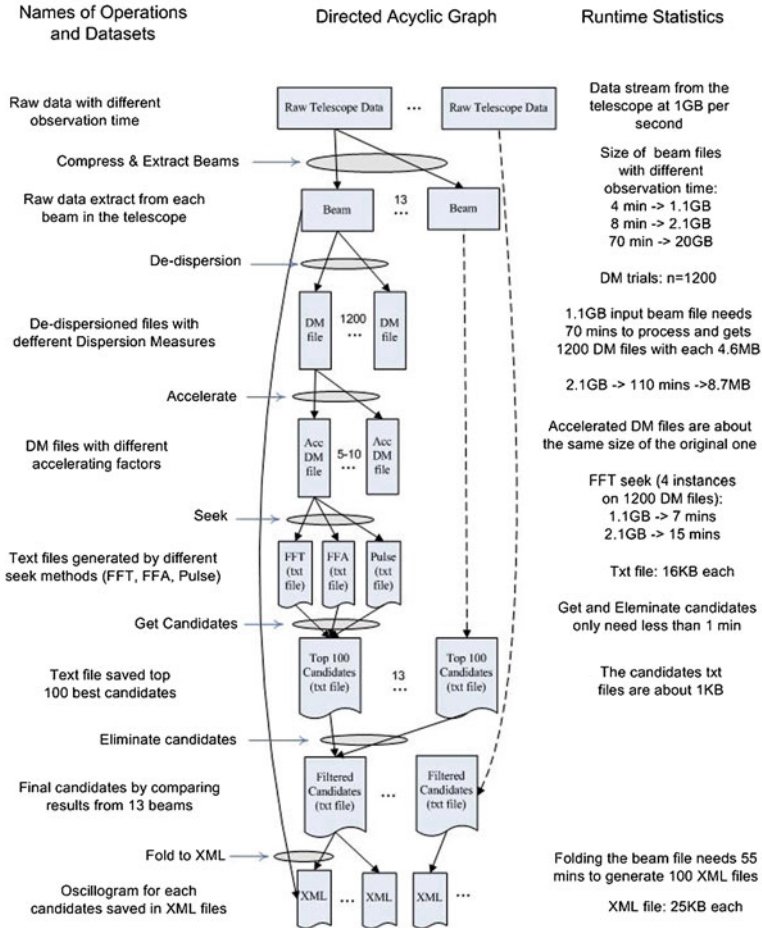 Names of Operations
and Datasets
Directed Acyclic Graph
Runtime Statistics
Raw data with different
observation time
Raw Telescope Data
...
Raw Telescope Data
Data stream from the
telescope at 1GB per
second
Compress & Extract Beams
Size of beam files
with different
observation time:
4 min -> 1.1GB
8 min -> 2.1GB
70 min -> 20GB
Raw data extract from each
beam in the telescope
Beam
13
...
Beam
De-dispersion
DM trials: n=1200
De-dispersioned files with
defferent Dispersion Measures
DM
file
1200
...
DM
file
1.1GB input beam file needs
70 mins to process and gets
1200 DM files with each 4.6MB
2.1GB -> 110 mins ->8.7MB
Accelerate
DM files with different
accelerating factors
Acc
DM
file
5-10
...
Acc
DM
file
Accelerated DM files are about
the same size of the original one
Seek
FFT seek (4 instances
on 1200 DM files):
1.1GB -> 7 mins
2.1GB -> 15 mins
Text files generated by different
seek methods (FFT, FFA, Pulse)
FFT
(txt
file)
FFA
(txt
file)
Pulse
(txt
file)
Txt file: 16KB each
Get Candidates
Get and Eleminate candidates
only need less than 1 min
Text file saved top
100 best candidates
Top 100
Candidates
(txt file)
13
...
Top 100
Candidates
(txt file)
The candidates txt
files are about 1KB
Eliminate candidates
Final candidates by comparing
results from 13 beams
Filtered
Candidates
(txt file)
...
Filtered
Candidates
(txt file)
Fold to XML
Folding the beam file needs 55
mins to generate 100 XML files
Oscillogram for each
candidates saved in XML files
XML
...
XML
XML
...
XML file: 25KB each